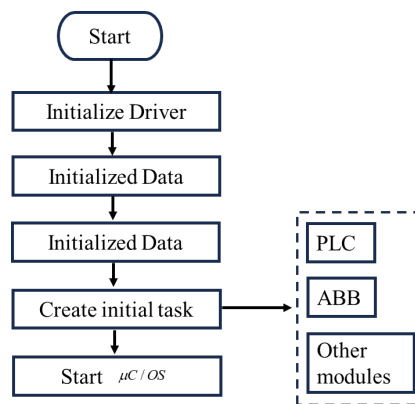 Start
Initialize Driver
Initialized Data
Initialized Data
Create initial task
Start μC / OS
PLC
ABB
Other
modules